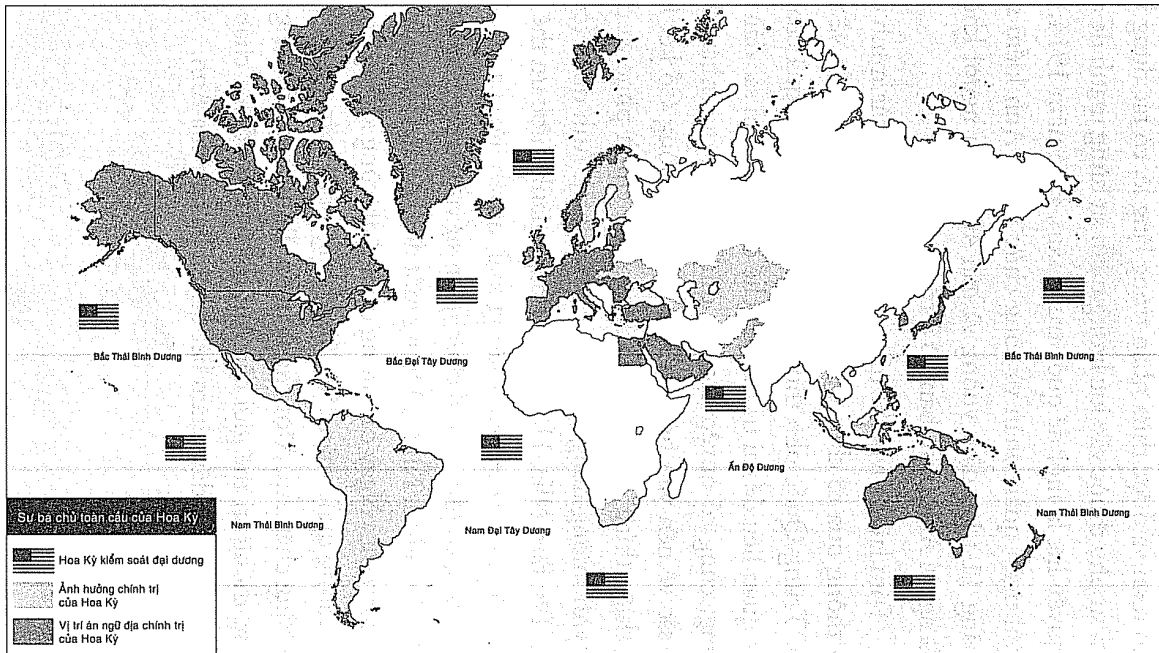 Bắc Thái Bình Dương
Bắc Đại Tây Dương
Bắc Thái Bình Dương
Ấn Độ Dương
Nam Thái Bình Dương
Nam Đại Tây Dương
Nam Thái Bình Dương
Sự bá chủ toàn cầu của Hoa Kỳ
Hoa Kỳ kiểm soát đại dương
Ảnh hưởng chính trị
của Hoa Kỳ
Vị trí án ngữ địa chính trị
của Hoa Kỳ